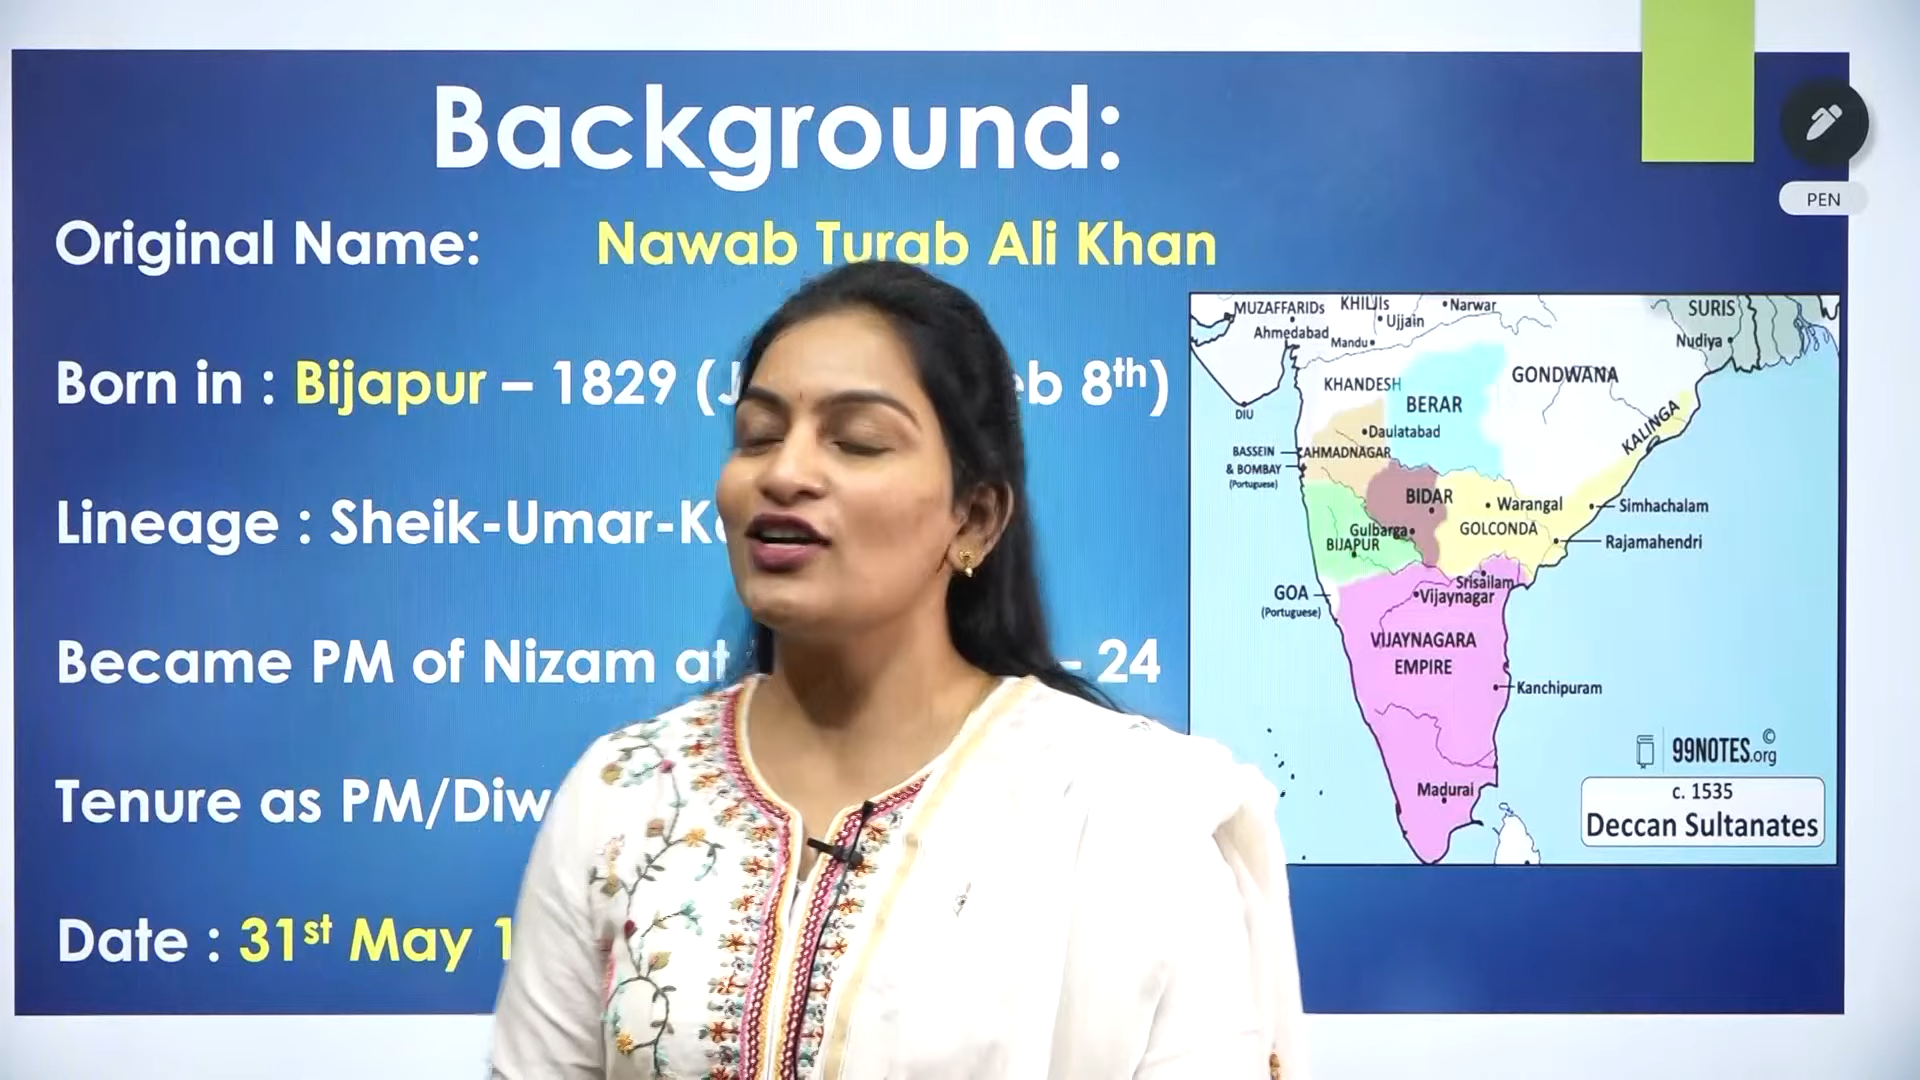 Background:
PEN
Original Name: Nawab Turab Ali Khan
Born in : Bijapur – 1829 ( 8th)
Lineage : Sheik-Umar-
Became PM of Nizam at – 24
Tenure as PM/
Date : 31st May
MUZAFFARIDs
KHILJIs
Narwar
SURIS
Ahmedabad
Ujjain
Mandu
Nudiya
KHANDESH
GONDWANA
BERAR
DIU
Daulatabad
KALINGA
BASSEIN
& BOMBAY
(Portuguese)
AHMADNAGAR
BIDAR
Warangal
Simhachalam
Gulbarga
GOLCONDA
BIJAPUR
Rajamahendri
Srisailam
GOA
(Portuguese)
Vijaynagar
VIJAYNAGARA
EMPIRE
Kanchipuram
99NOTES.org ©
Madurai
c. 1535
Deccan Sultanates